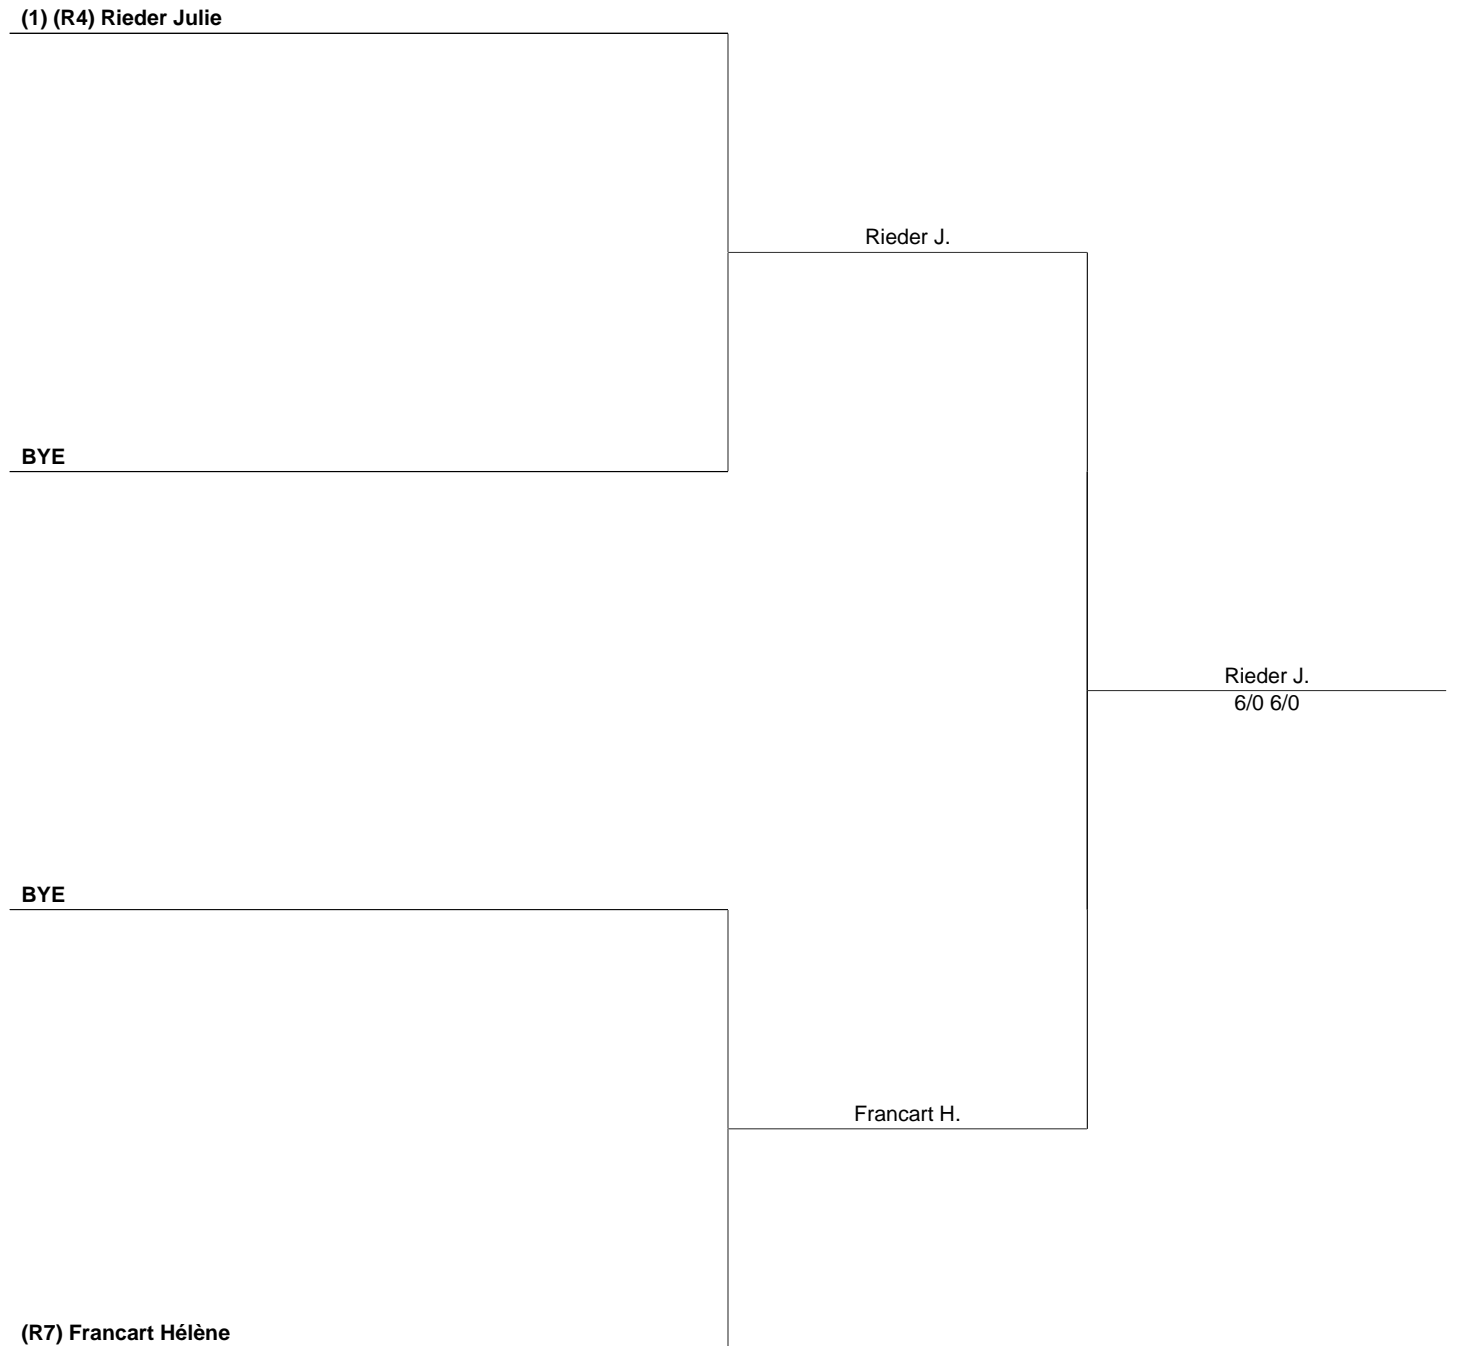 (1) (R4) Rieder Julie
Rieder J.
BYE
Rieder J.
6/0 6/0
BYE
Francart H.
(R7) Francart Hélène